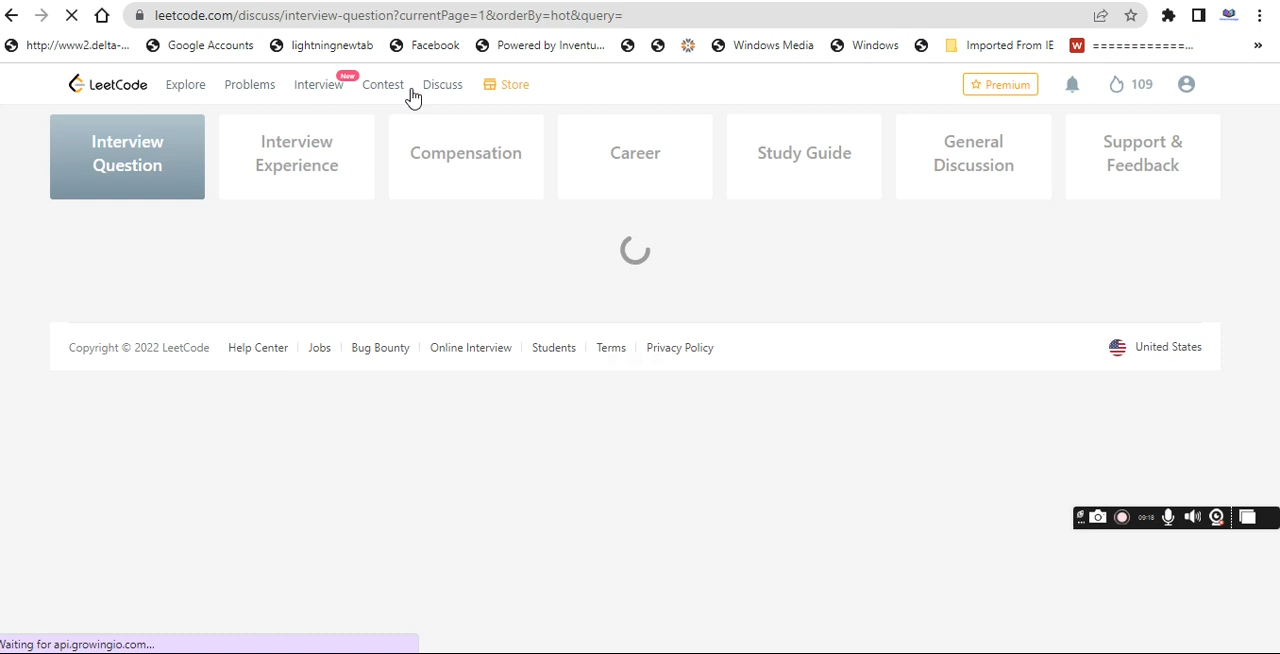 leetcode.com/discuss/interview-question?currentPage=1&orderBy=hot&query=
http://www2.delta-... Google Accounts lightningnewtab Facebook Powered by Inventu... Windows Media Windows Imported From IE W ============... »
LeetCode Explore Problems Interview New Contest Discuss Store Premium 109
Interview
Question
Interview
Experience
Compensation
Career
Study Guide
General
Discussion
Support &
Feedback
Copyright © 2022 LeetCode Help Center Jobs Bug Bounty Online Interview Students Terms Privacy Policy United States
09:18
Waiting for api.growingio.com...